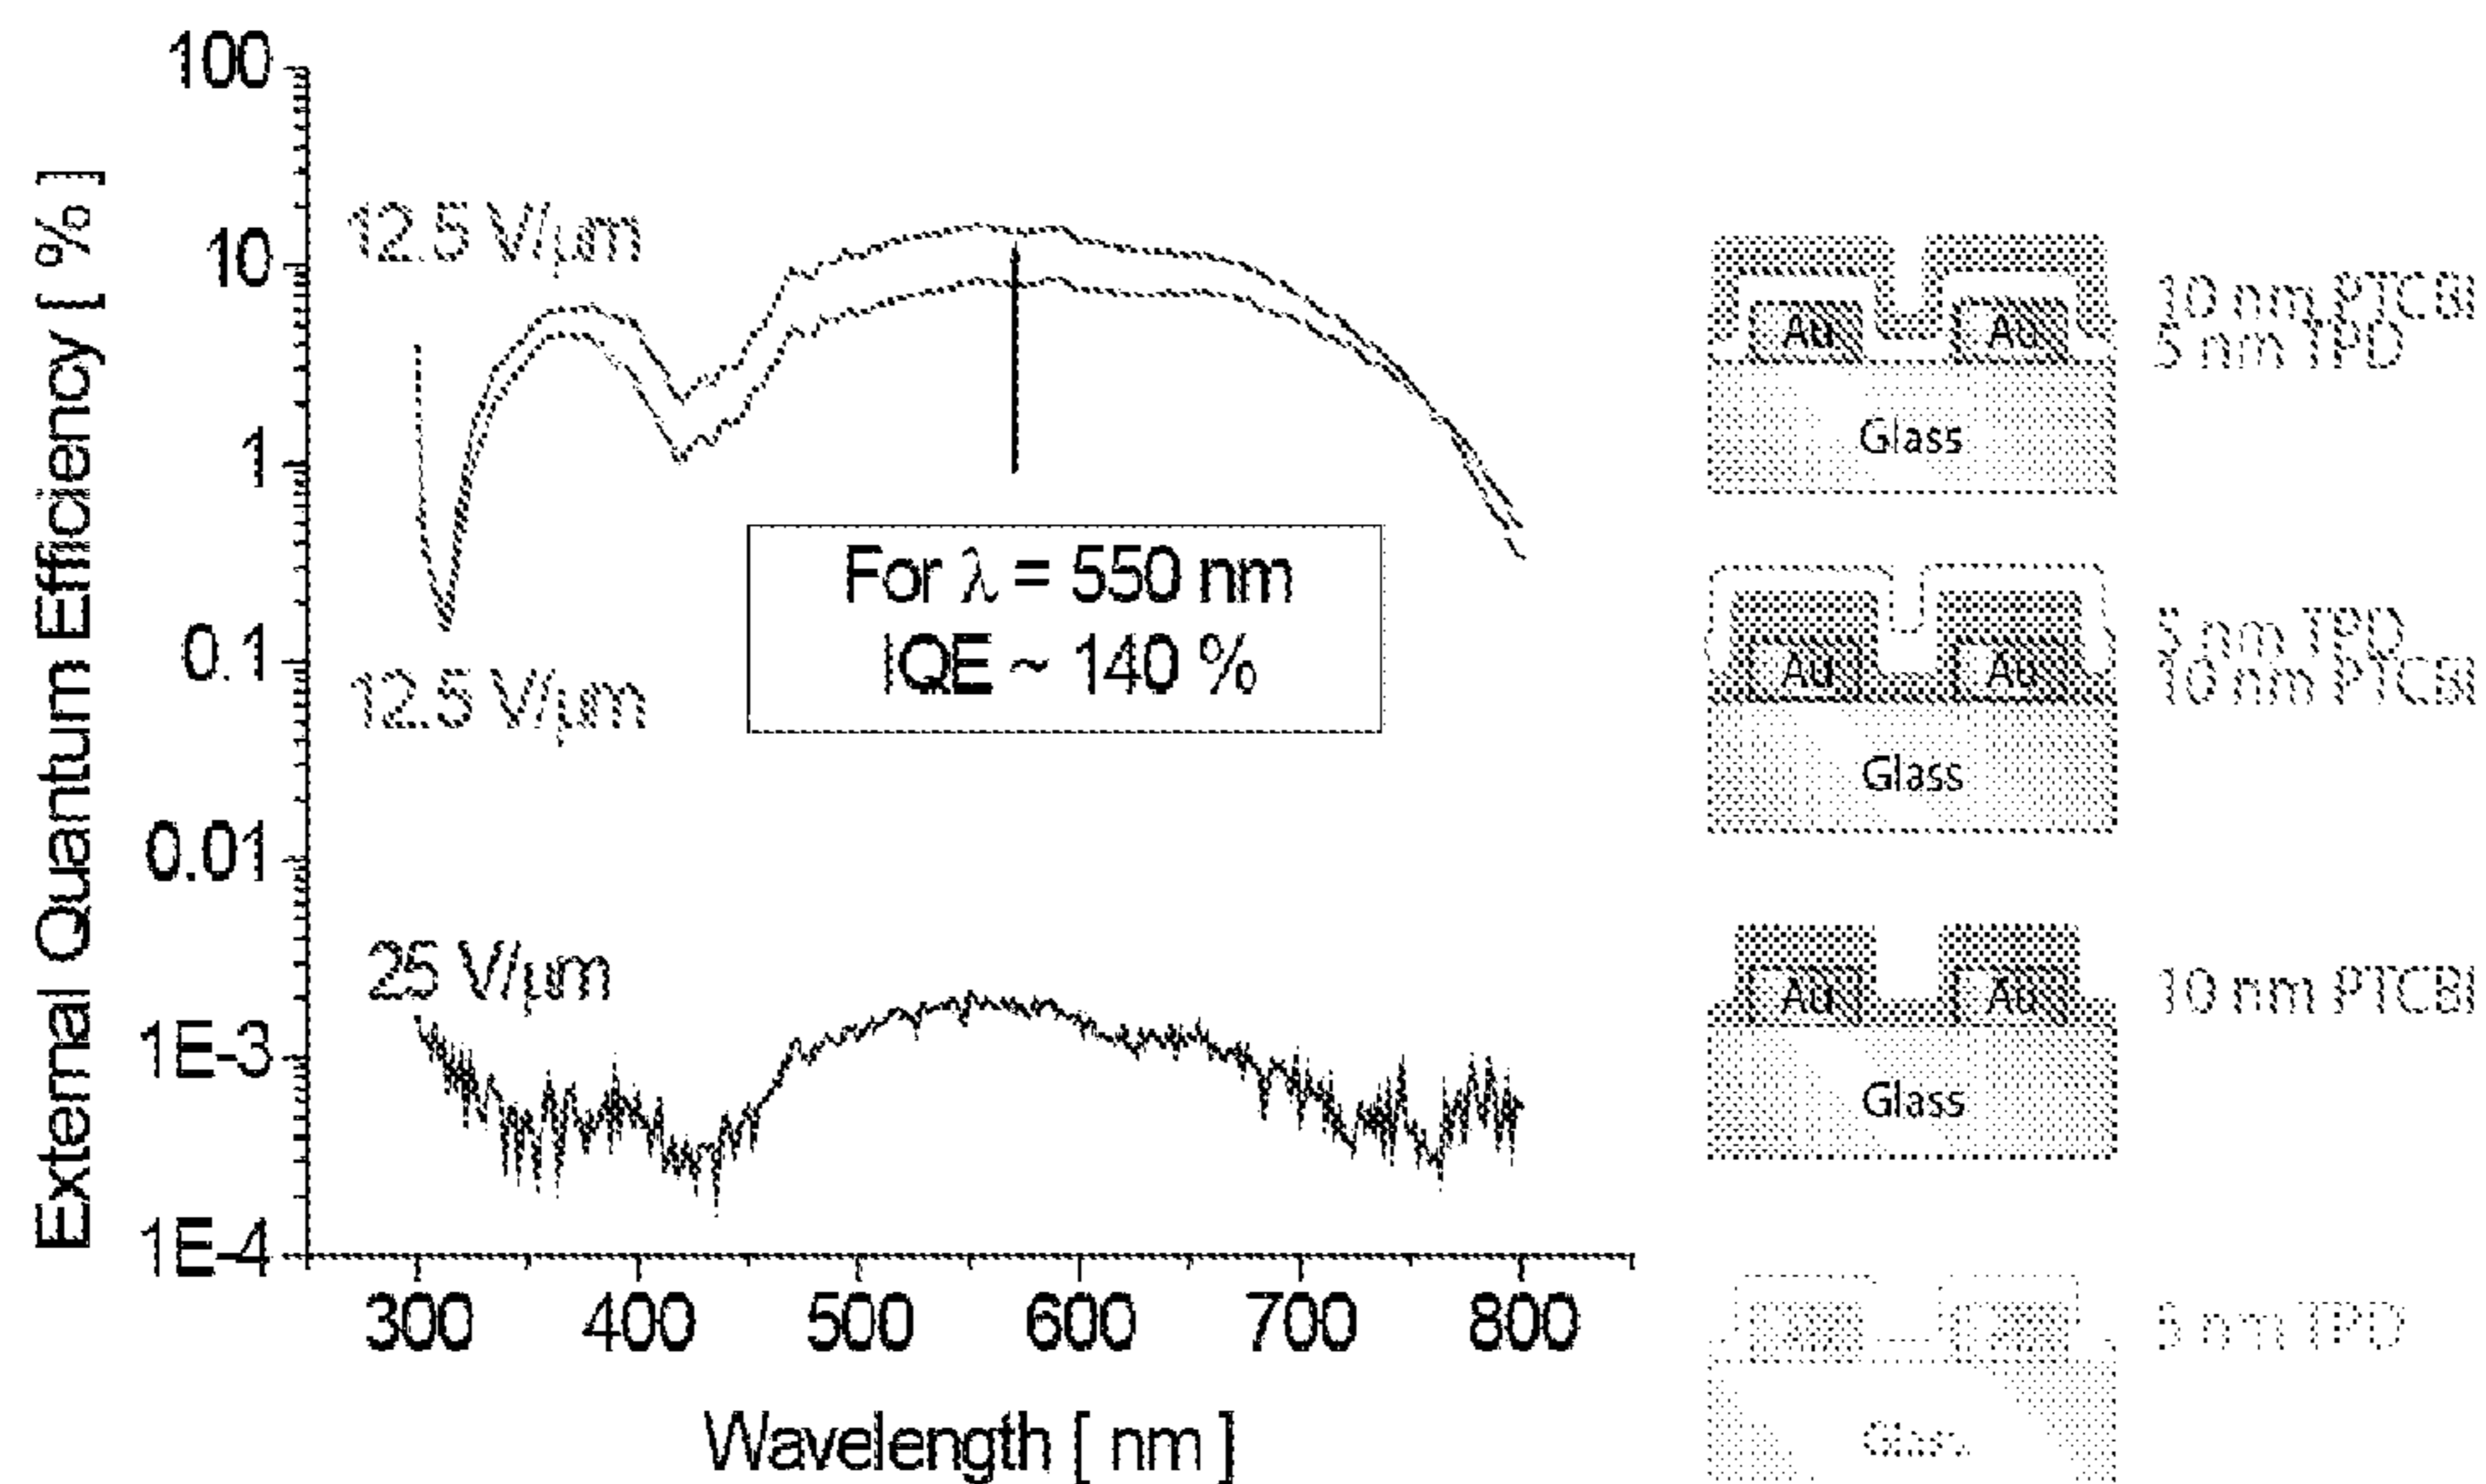 External Quantum Efficiency [ % ]
100
10
1
0.1
0.01
1E-3
1E-4
12.5 V/µm
12.5 V/µm
25 V/µm
For λ = 550 nm
IQE ~ 140 %
300 400 500 600 700 800
Wavelength [ nm ]
10 nm PTCBI
5 nm TPD
Au Au
Glass
5 nm TPD
10 nm PTCBI
Au Au
Glass
10 nm PTCBI
Au Au
Glass
5 nm TPD
Glass